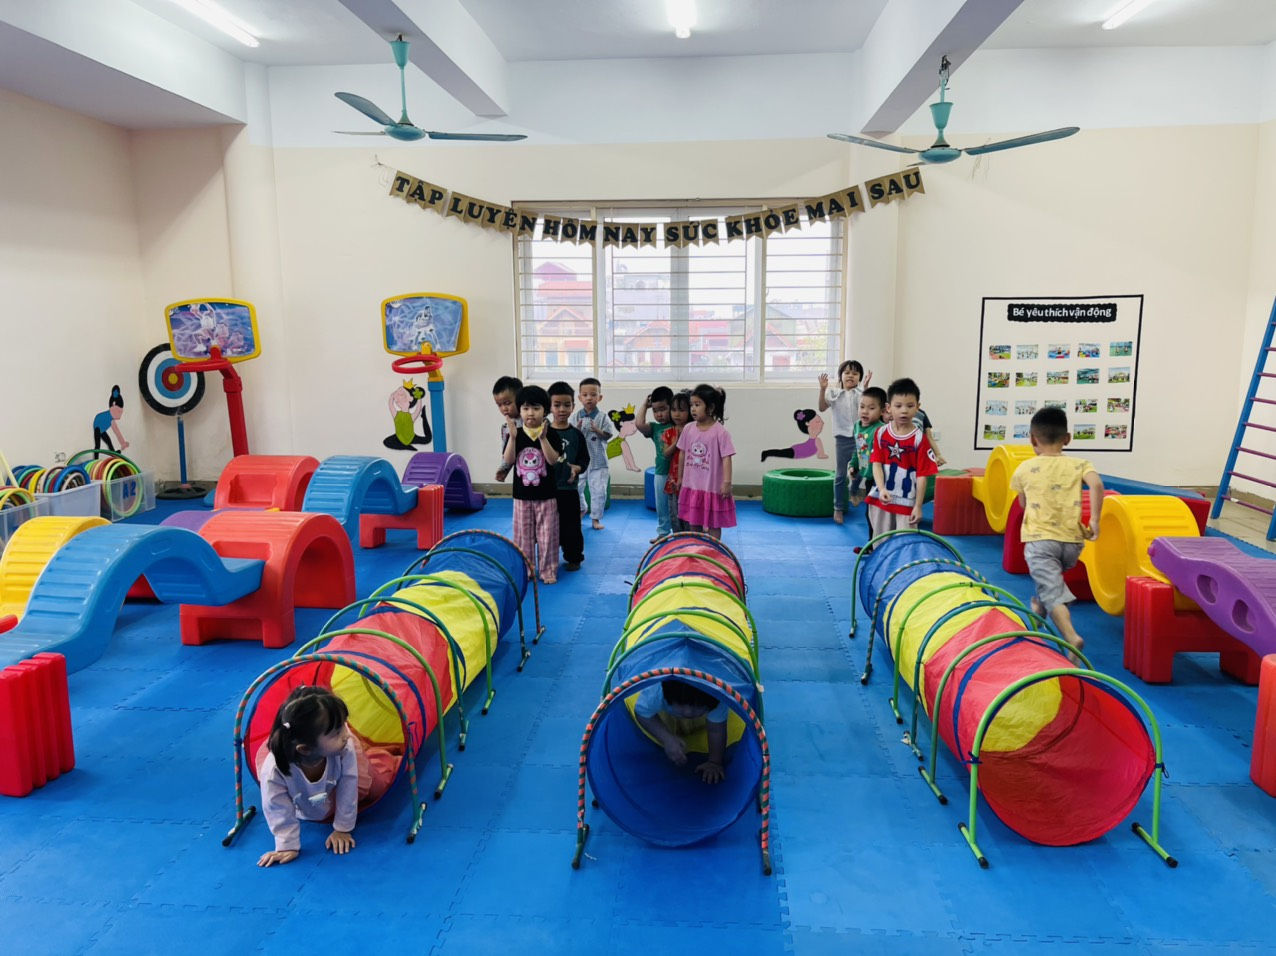 TẬP LUYỆN HÔM NAY SỨC KHỎE MAI SAU
Bé yêu thích vận động